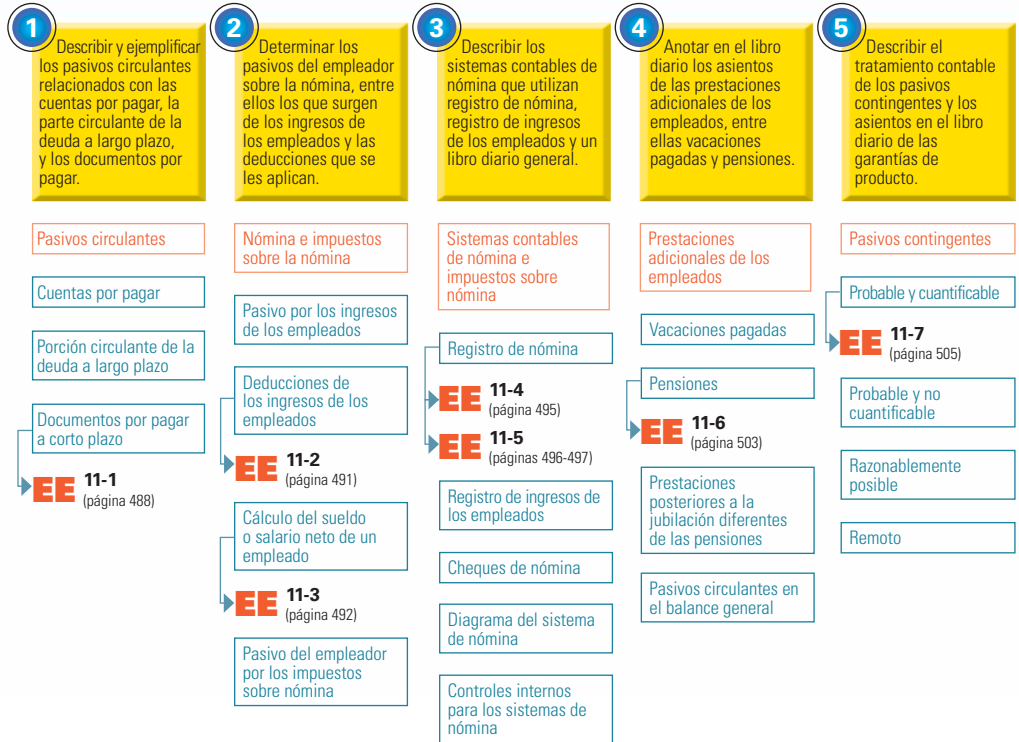 1
Describir y ejemplificar
los pasivos circulantes
relacionados con las
cuentas por pagar, la
parte circulante de la
deuda a largo plazo,
y los documentos por
pagar.
Pasivos circulantes
Cuentas por pagar
Porción circulante de la
deuda a largo plazo
Documentos por pagar
a corto plazo
EE 11-1
(página 488)
2
Determinar los
pasivos del empleador
sobre la nómina, entre
ellos los que surgen
de los ingresos de
los empleados y las
deducciones que se
les aplican.
Nómina e impuestos
sobre la nómina
Pasivo por los ingresos
de los empleados
Deducciones de
los ingresos de los
empleados
EE 11-2
(página 491)
Cálculo del sueldo
o salario neto de un
empleado
EE 11-3
(página 492)
Pasivo del empleador
por los impuestos
sobre nómina
3
Describir los
sistemas contables de
nómina que utilizan
registro de nómina,
registro de ingresos
de los empleados y un
libro diario general.
Sistemas contables
de nómina e
impuestos sobre
nómina
Registro de nómina
EE 11-4
(página 495)
EE 11-5
(páginas 496-497)
Registro de ingresos de
los empleados
Cheques de nómina
Diagrama del sistema
de nómina
Controles internos
para los sistemas de
nómina
4
Anotar en el libro
diario los asientos
de las prestaciones
adicionales de los
empleados, entre
ellas vacaciones
pagadas y pensiones.
Prestaciones
adicionales de los
empleados
Vacaciones pagadas
Pensiones
EE 11-6
(página 503)
Prestaciones
posteriores a la
jubilación diferentes
de las pensiones
Pasivos circulantes en
el balance general
5
Describir el
tratamiento contable
de los pasivos
contingentes y los
asientos en el libro
diario de las
garantías de
producto.
Pasivos contingentes
Probable y cuantificable
EE 11-7
(página 505)
Probable y no
cuantificable
Razonablemente
posible
Remoto